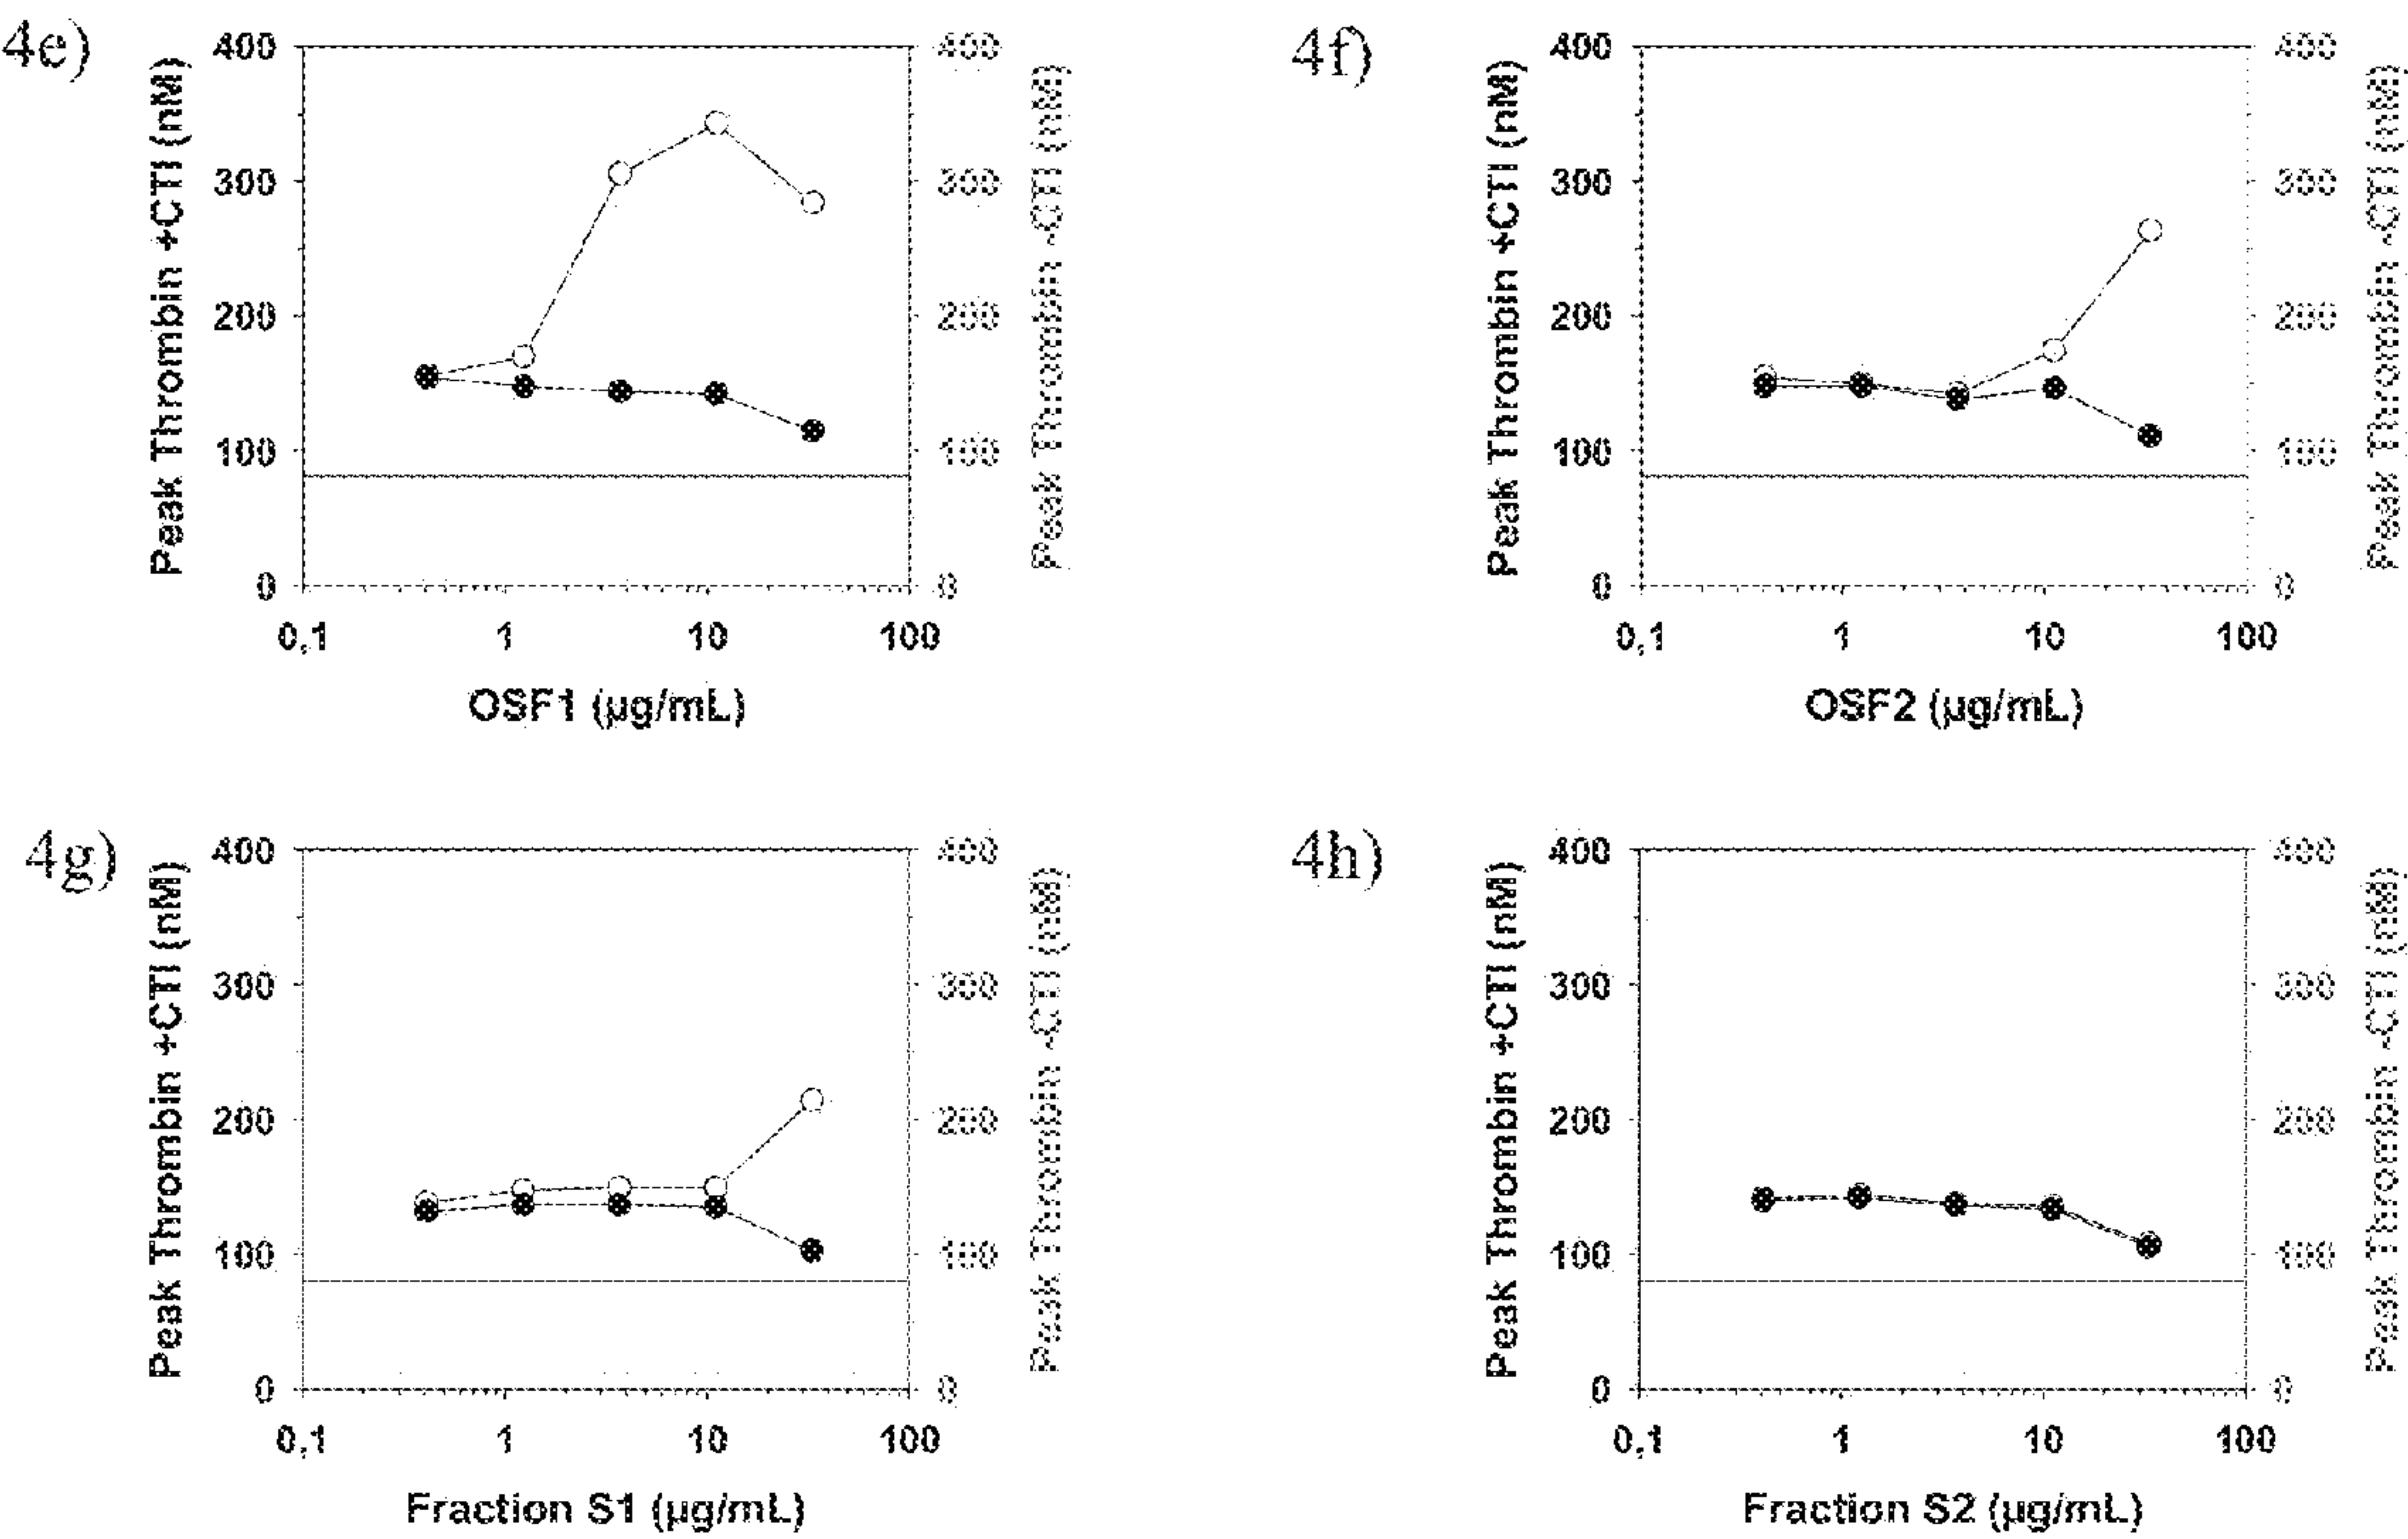 4e)
Peak Thrombin +CTI (nM)
400
300
200
100
0
0,1 1 10 100
400
300
200
100
0
Peak Thrombin -CTI (nM)
OSF1 (µg/mL)
4f)
Peak Thrombin +CTI (nM)
400
300
200
100
0
0,1 1 10 100
400
300
200
100
0
Peak Thrombin -CTI (nM)
OSF2 (µg/mL)
4g)
Peak Thrombin +CTI (nM)
400
300
200
100
0
0,1 1 10 100
400
300
200
100
0
Peak Thrombin -CTI (nM)
Fraction S1 (µg/mL)
4h)
Peak Thrombin +CTI (nM)
400
300
200
100
0
0,1 1 10 100
400
300
200
100
0
Peak Thrombin -CTI (nM)
Fraction S2 (µg/mL)